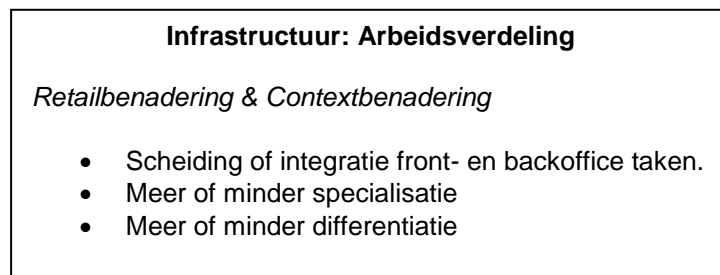 Infrastructuur: Arbeidsverdeling
Retailbenadering & Contextbenadering
• Scheiding of integratie front- en backoffice taken.
• Meer of minder specialisatie
• Meer of minder differentiatie